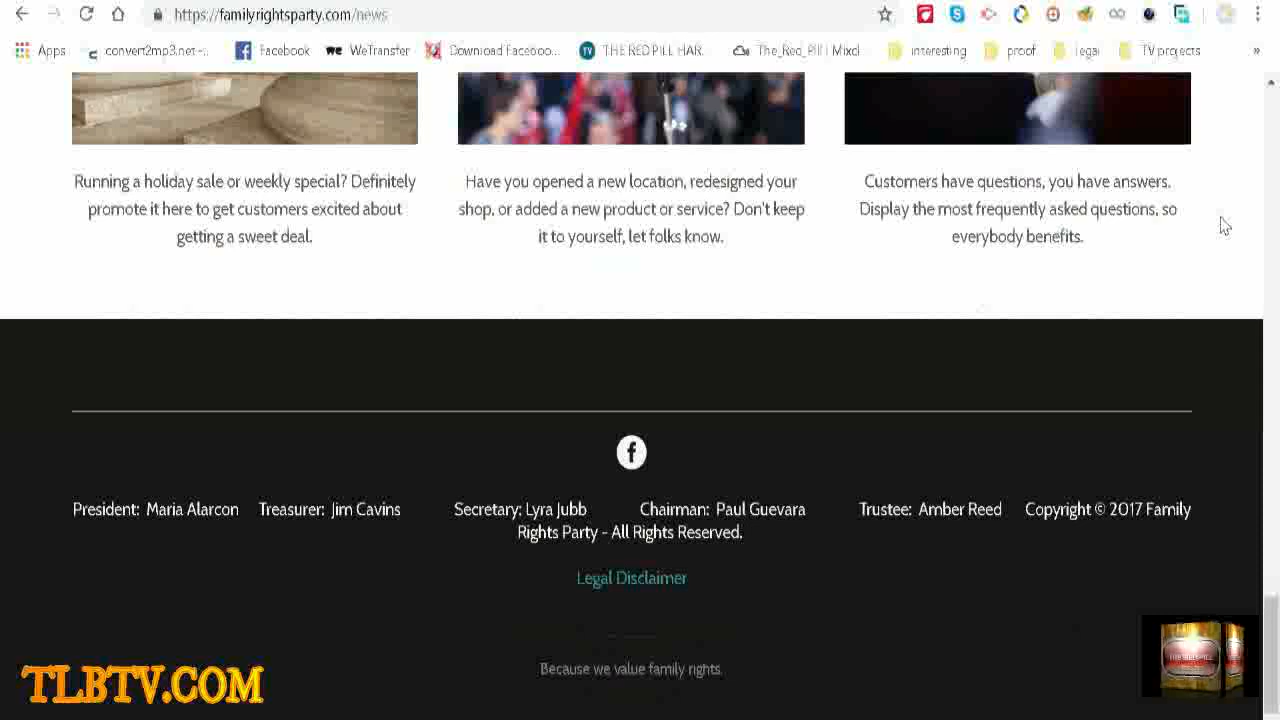 https://familyrightsparty.com/news
Apps convert2mp3.net -... Facebook WeTransfer Download Faceboo... THE RED PILL HAR. The_Red_Pill | Mixcl interesting proof legal TV projects »
Running a holiday sale or weekly special? Definitely
promote it here to get customers excited about
getting a sweet deal.
Have you opened a new location, redesigned your
shop, or added a new product or service? Don't keep
it to yourself, let folks know.
Customers have questions, you have answers.
Display the most frequently asked questions, so
everybody benefits.
President: Maria Alarcon Treasurer: Jim Cavins Secretary: Lyra Jubb Chairman: Paul Guevara Trustee: Amber Reed Copyright © 2017 Family
Rights Party - All Rights Reserved.
Legal Disclaimer
Because we value family rights.
TLBTV.COM